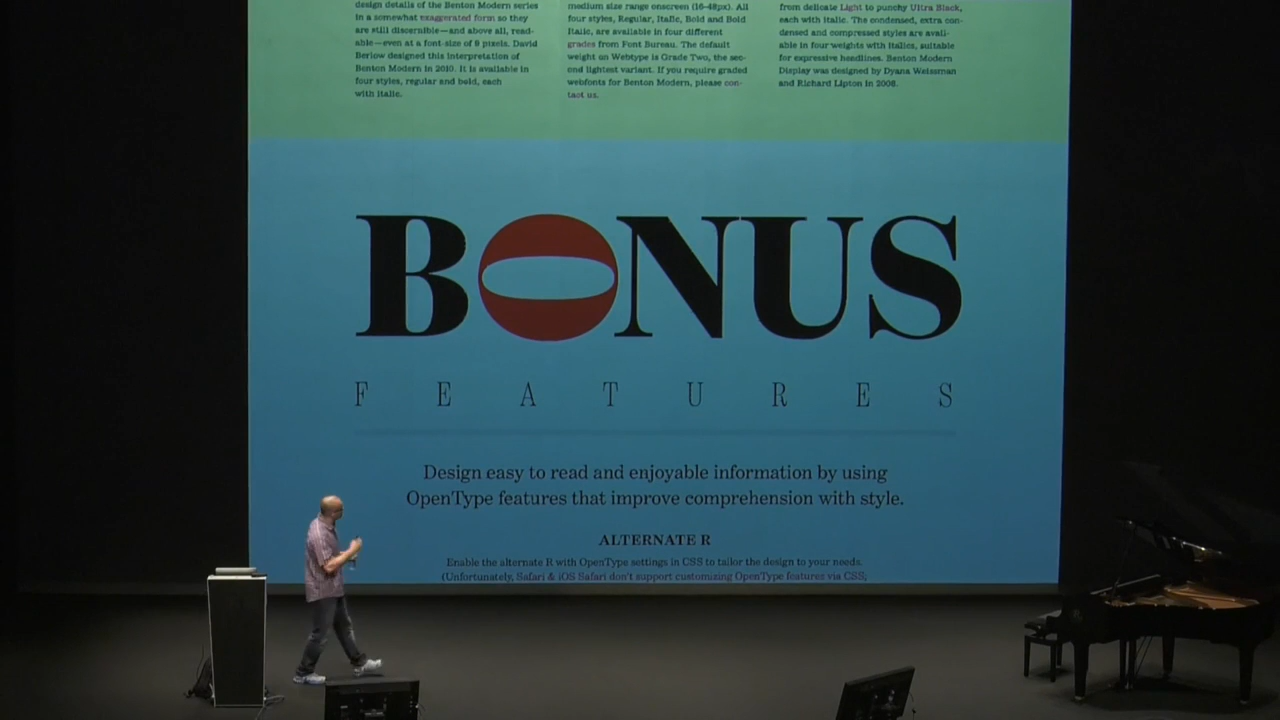 design details of the Benton Modern series
in a somewhat exaggerated form so they
are still discernible—and above all, read-
able—even at a font-size of 9 pixels. David
Berlow designed this interpretation of
Benton Modern in 2010. It is available in
four styles, regular and bold, each
with italic.
medium size range onscreen (16-48px). All
four styles, Regular, Italic, Bold and Bold
Italic, are available in four different
grades from Font Bureau. The default
weight on Webtype is Grade Two, the sec-
ond lightest variant. If you require graded
webfonts for Benton Modern, please con-
tact us.
from delicate Light to punchy Ultra Black,
each with italic. The condensed, extra con-
densed and compressed styles are avail-
able in four weights with italics, suitable
for expressive headlines. Benton Modern
Display was designed by Dyana Weissman
and Richard Lipton in 2008.
BONUS
FEATURES
Design easy to read and enjoyable information by using
OpenType features that improve comprehension with style.
ALTERNATE R
Enable the alternate R with OpenType settings in CSS to tailor the design to your needs.
(Unfortunately, Safari & iOS Safari don't support customizing OpenType features via CSS,